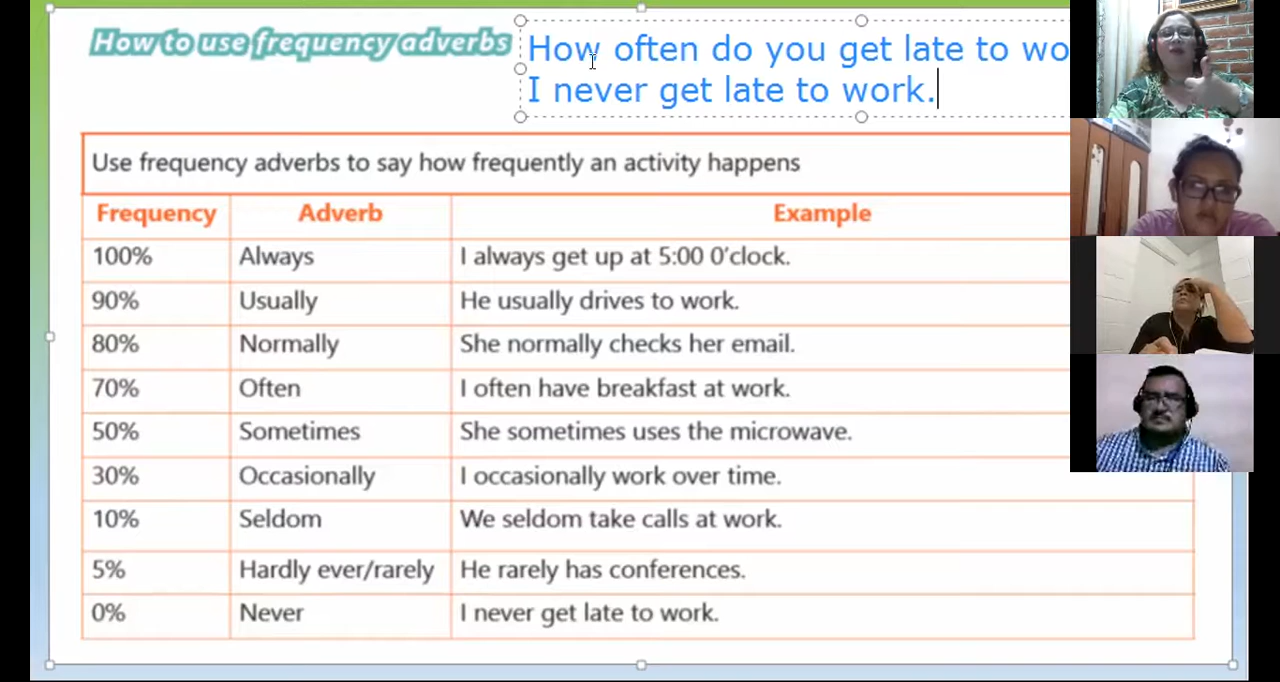 How to use frequency adverbs
How often do you get late to wo
I never get late to work.
Use frequency adverbs to say how frequently an activity happens
Frequency Adverb Example
100% Always I always get up at 5:00 0'clock.
90% Usually He usually drives to work.
80% Normally She normally checks her email.
70% Often I often have breakfast at work.
50% Sometimes She sometimes uses the microwave.
30% Occasionally I occasionally work over time.
10% Seldom We seldom take calls at work.
5% Hardly ever/rarely He rarely has conferences.
0% Never I never get late to work.